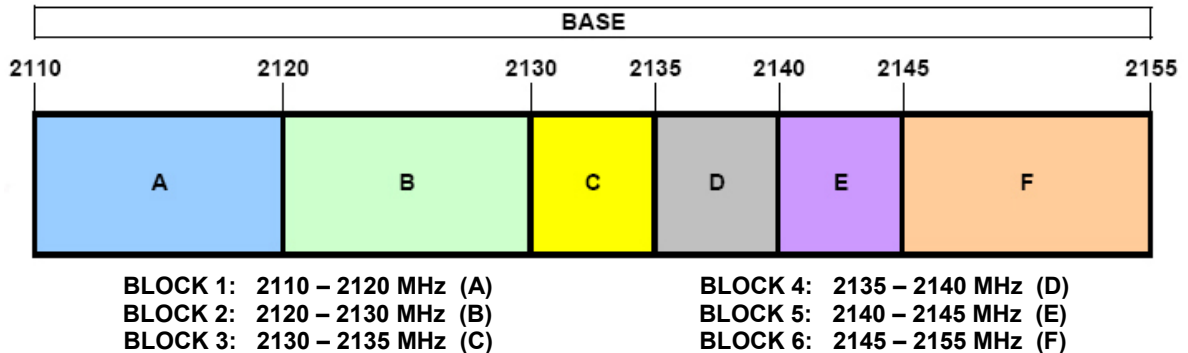 BASE
2110 2120 2130 2135 2140 2145 2155
A B C D E F
BLOCK 1: 2110 – 2120 MHz (A)
BLOCK 2: 2120 – 2130 MHz (B)
BLOCK 3: 2130 – 2135 MHz (C)
BLOCK 4: 2135 – 2140 MHz (D)
BLOCK 5: 2140 – 2145 MHz (E)
BLOCK 6: 2145 – 2155 MHz (F)